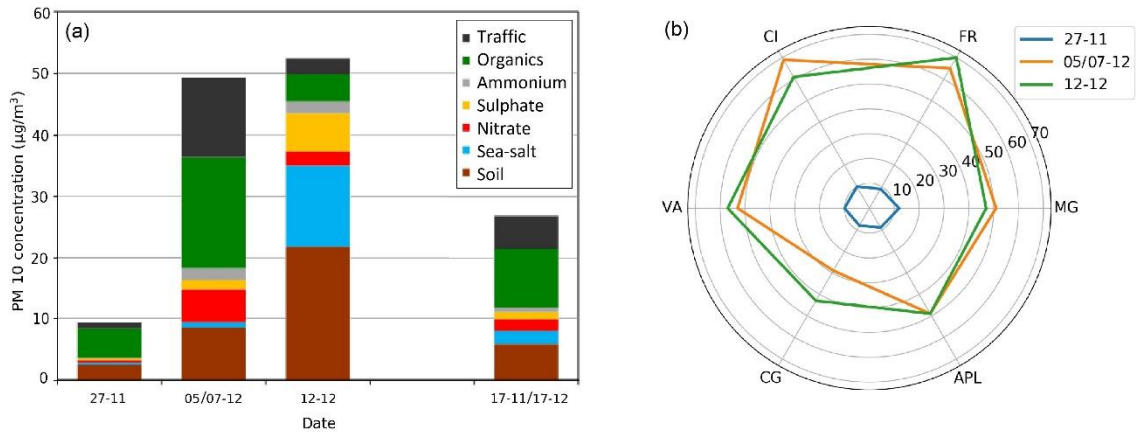 (a)
60
50
40
30
20
10
0
PM 10 concentration (µg/m³)
Traffic
Organics
Ammonium
Sulphate
Nitrate
Sea-salt
Soil
27-11
05/07-12
12-12
17-11/17-12
Date
(b)
27-11
05/07-12
12-12
CI
FR
VA
MG
CG
APL
10
20
30
40
50
60
70